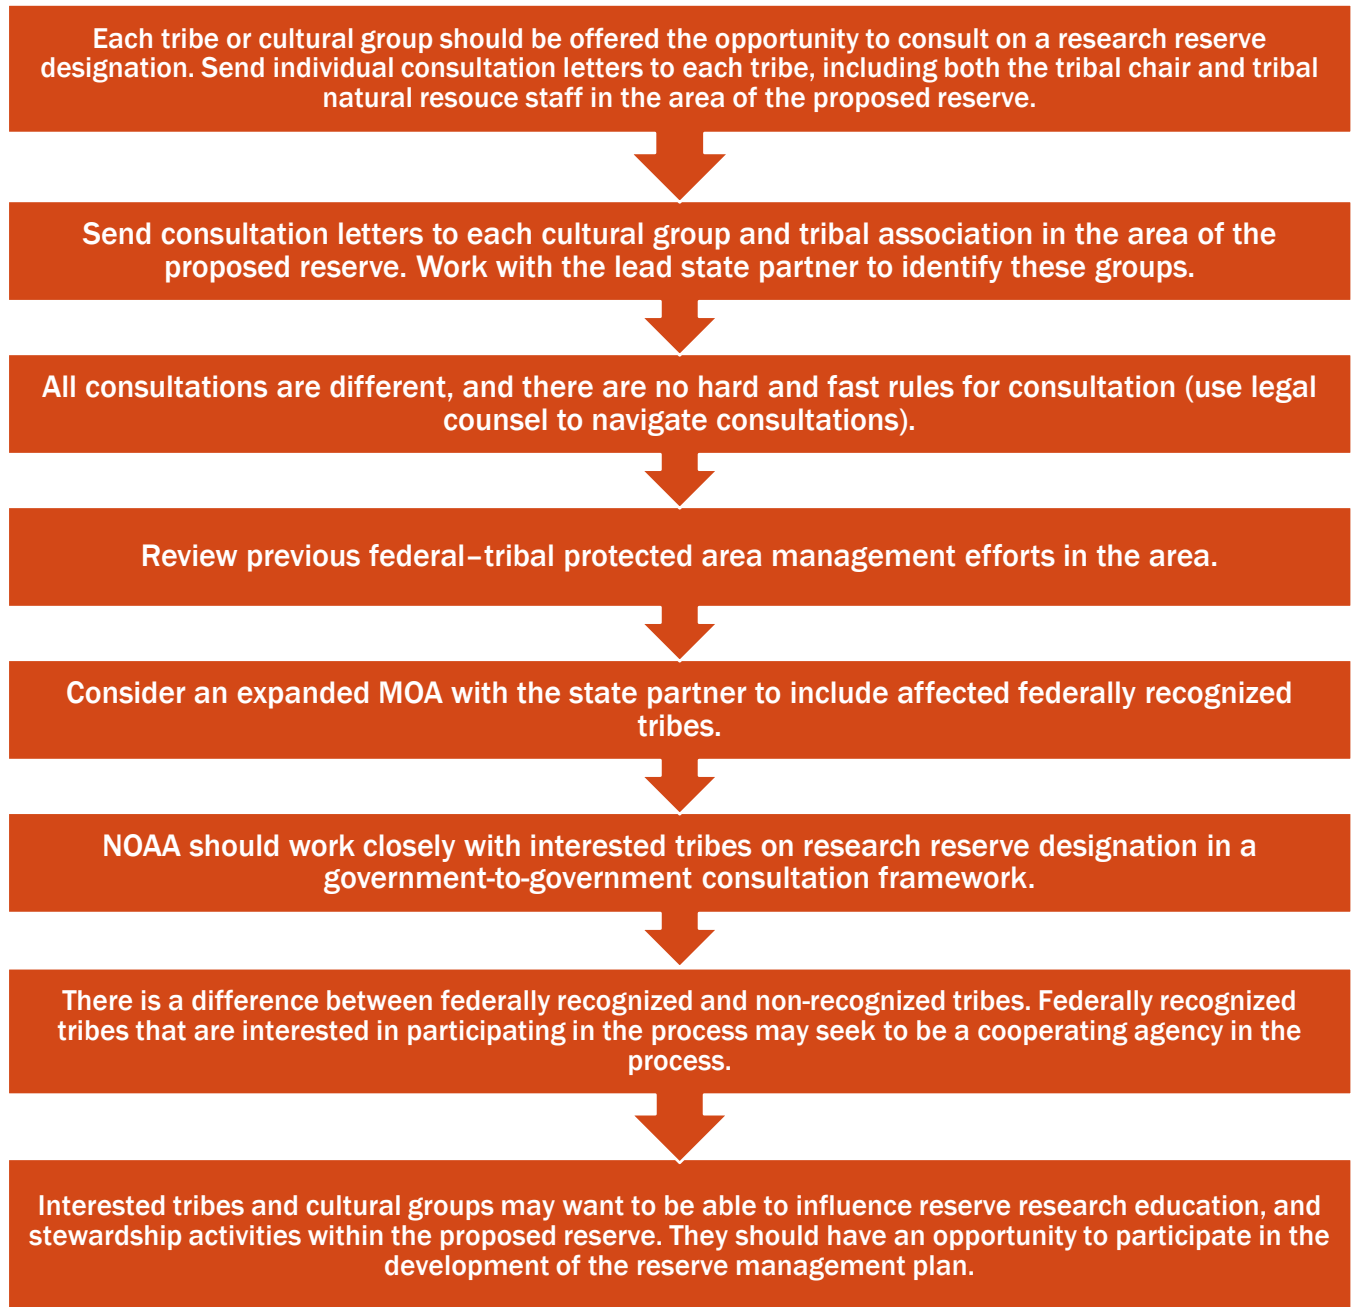 Each tribe or cultural group should be offered the opportunity to consult on a research reserve
designation. Send individual consultation letters to each tribe, including both the tribal chair and tribal
natural resouce staff in the area of the proposed reserve.
Send consultation letters to each cultural group and tribal association in the area of the
proposed reserve. Work with the lead state partner to identify these groups.
All consultations are different, and there are no hard and fast rules for consultation (use legal
counsel to navigate consultations).
Review previous federal–tribal protected area management efforts in the area.
Consider an expanded MOA with the state partner to include affected federally recognized
tribes.
NOAA should work closely with interested tribes on research reserve designation in a
government-to-government consultation framework.
There is a difference between federally recognized and non-recognized tribes. Federally recognized
tribes that are interested in participating in the process may seek to be a cooperating agency in the
process.
Interested tribes and cultural groups may want to be able to influence reserve research education, and
stewardship activities within the proposed reserve. They should have an opportunity to participate in the
development of the reserve management plan.